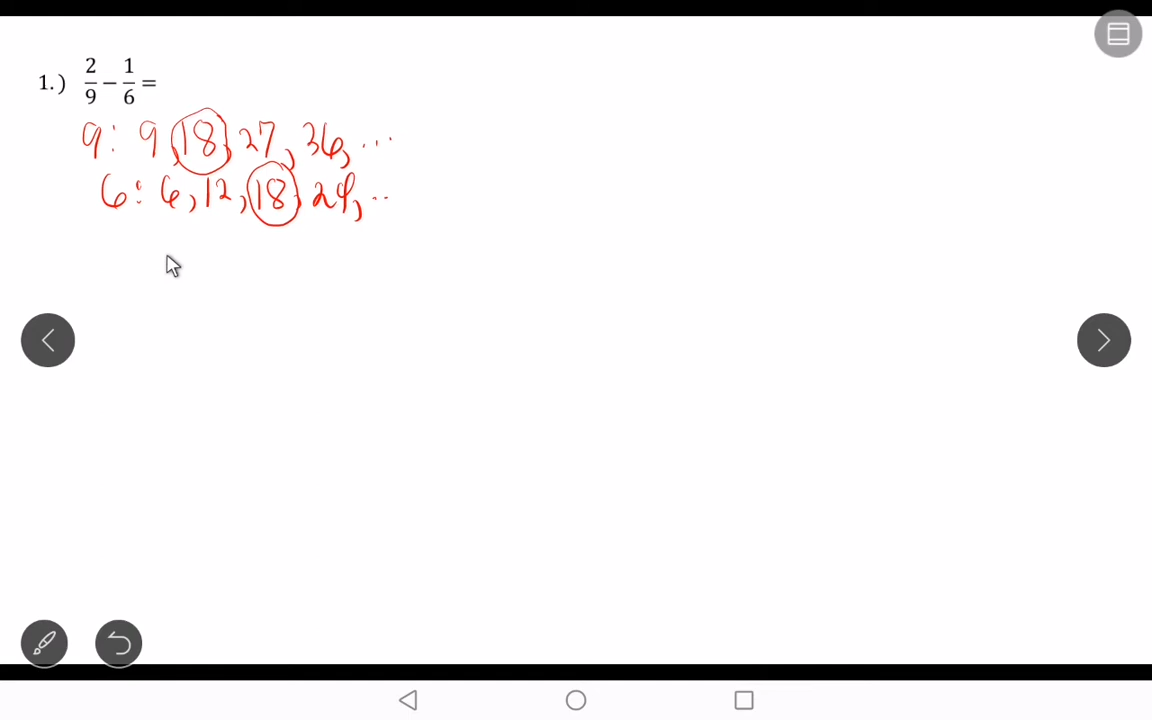 1.) 2/9 − 1/6 =
9: 9, 18, 27, 36, ...
6: 6, 12, 18, 24, ..